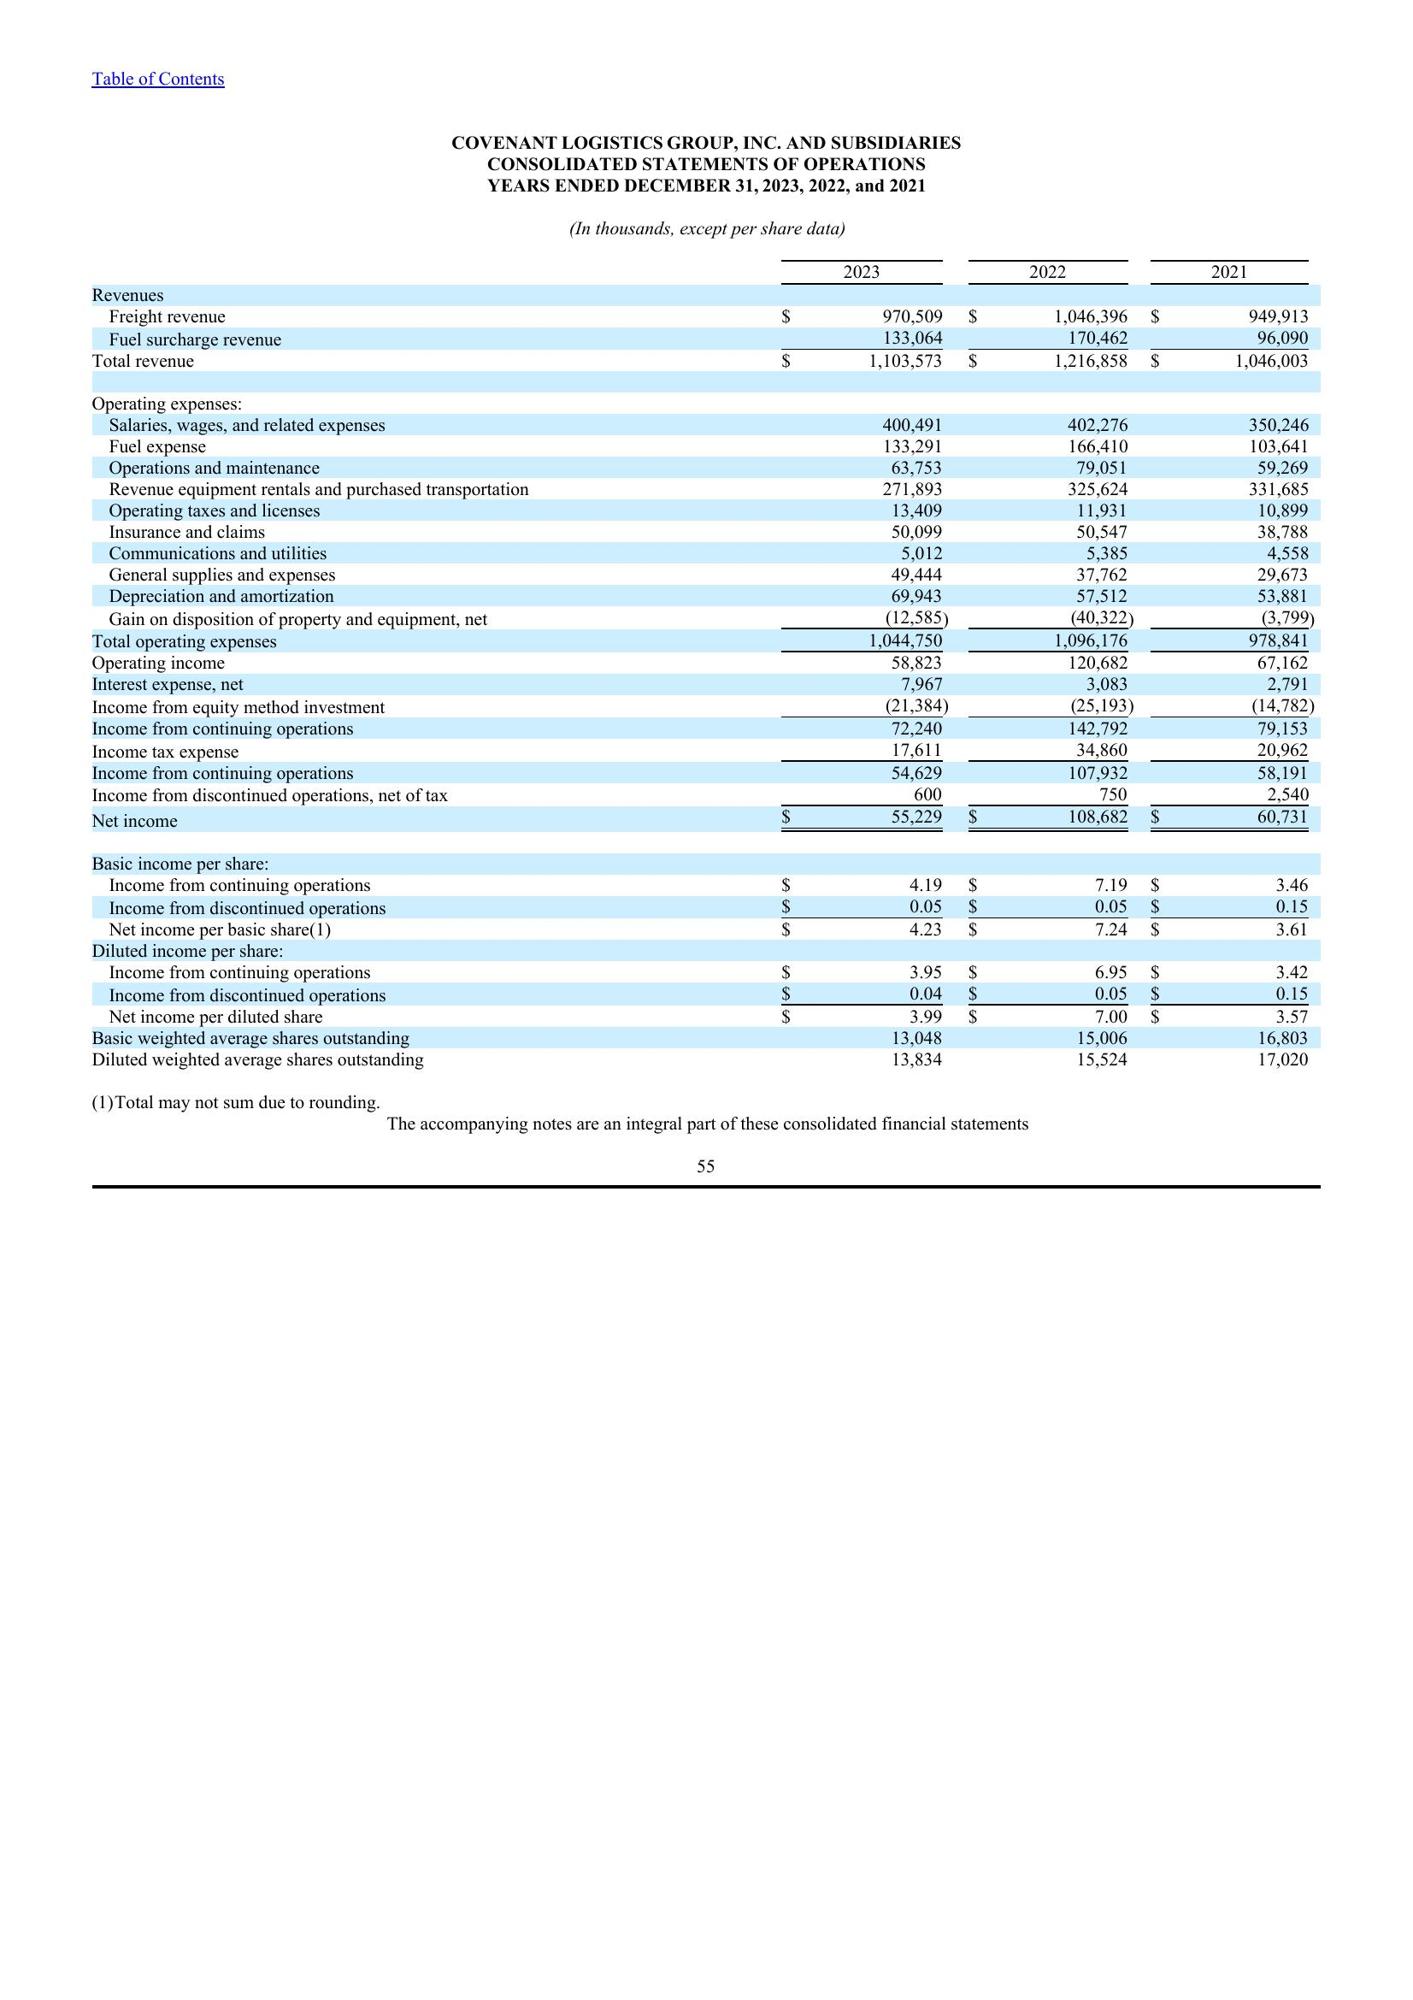 Table of Contents
COVENANT LOGISTICS GROUP, INC. AND SUBSIDIARIES
CONSOLIDATED STATEMENTS OF OPERATIONS
YEARS ENDED DECEMBER 31, 2023, 2022, and 2021
(In thousands, except per share data)
2023 2022 2021
Revenues
Freight revenue $ 970,509 $ 1,046,396 $ 949,913
Fuel surcharge revenue 133,064 170,462 96,090
Total revenue $ 1,103,573 $ 1,216,858 $ 1,046,003
Operating expenses:
Salaries, wages, and related expenses 400,491 402,276 350,246
Fuel expense 133,291 166,410 103,641
Operations and maintenance 63,753 79,051 59,269
Revenue equipment rentals and purchased transportation 271,893 325,624 331,685
Operating taxes and licenses 13,409 11,931 10,899
Insurance and claims 50,099 50,547 38,788
Communications and utilities 5,012 5,385 4,558
General supplies and expenses 49,444 37,762 29,673
Depreciation and amortization 69,943 57,512 53,881
Gain on disposition of property and equipment, net (12,585) (40,322) (3,799)
Total operating expenses 1,044,750 1,096,176 978,841
Operating income 58,823 120,682 67,162
Interest expense, net 7,967 3,083 2,791
Income from equity method investment (21,384) (25,193) (14,782)
Income from continuing operations 72,240 142,792 79,153
Income tax expense 17,611 34,860 20,962
Income from continuing operations 54,629 107,932 58,191
Income from discontinued operations, net of tax 600 750 2,540
Net income $ 55,229 $ 108,682 $ 60,731
Basic income per share:
Income from continuing operations $ 4.19 $ 7.19 $ 3.46
Income from discontinued operations $ 0.05 $ 0.05 $ 0.15
Net income per basic share(1) $ 4.23 $ 7.24 $ 3.61
Diluted income per share:
Income from continuing operations $ 3.95 $ 6.95 $ 3.42
Income from discontinued operations $ 0.04 $ 0.05 $ 0.15
Net income per diluted share $ 3.99 $ 7.00 $ 3.57
Basic weighted average shares outstanding 13,048 15,006 16,803
Diluted weighted average shares outstanding 13,834 15,524 17,020
(1)Total may not sum due to rounding.
The accompanying notes are an integral part of these consolidated financial statements
55